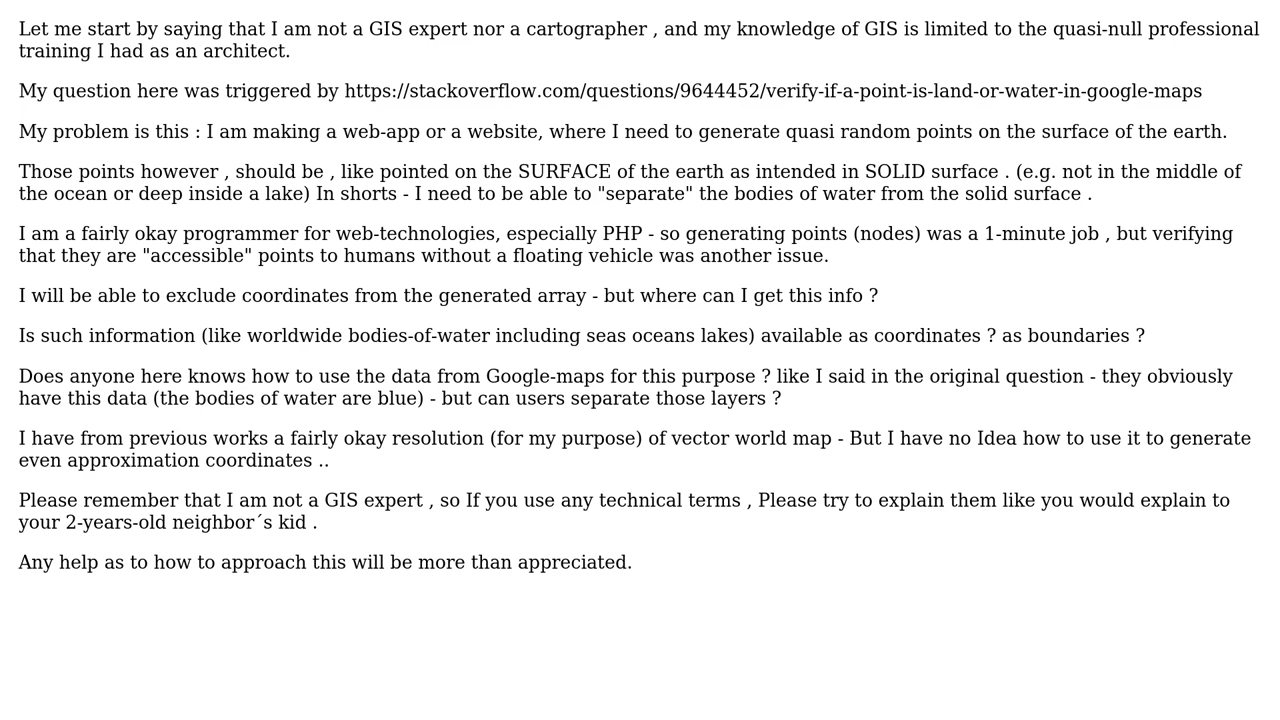 Let me start by saying that I am not a GIS expert nor a cartographer , and my knowledge of GIS is limited to the quasi-null professional
training I had as an architect.
My question here was triggered by https://stackoverflow.com/questions/9644452/verify-if-a-point-is-land-or-water-in-google-maps
My problem is this : I am making a web-app or a website, where I need to generate quasi random points on the surface of the earth.
Those points however , should be , like pointed on the SURFACE of the earth as intended in SOLID surface . (e.g. not in the middle of
the ocean or deep inside a lake) In shorts - I need to be able to "separate" the bodies of water from the solid surface .
I am a fairly okay programmer for web-technologies, especially PHP - so generating points (nodes) was a 1-minute job , but verifying
that they are "accessible" points to humans without a floating vehicle was another issue.
I will be able to exclude coordinates from the generated array - but where can I get this info ?
Is such information (like worldwide bodies-of-water including seas oceans lakes) available as coordinates ? as boundaries ?
Does anyone here knows how to use the data from Google-maps for this purpose ? like I said in the original question - they obviously
have this data (the bodies of water are blue) - but can users separate those layers ?
I have from previous works a fairly okay resolution (for my purpose) of vector world map - But I have no Idea how to use it to generate
even approximation coordinates ..
Please remember that I am not a GIS expert , so If you use any technical terms , Please try to explain them like you would explain to
your 2-years-old neighbor´s kid .
Any help as to how to approach this will be more than appreciated.